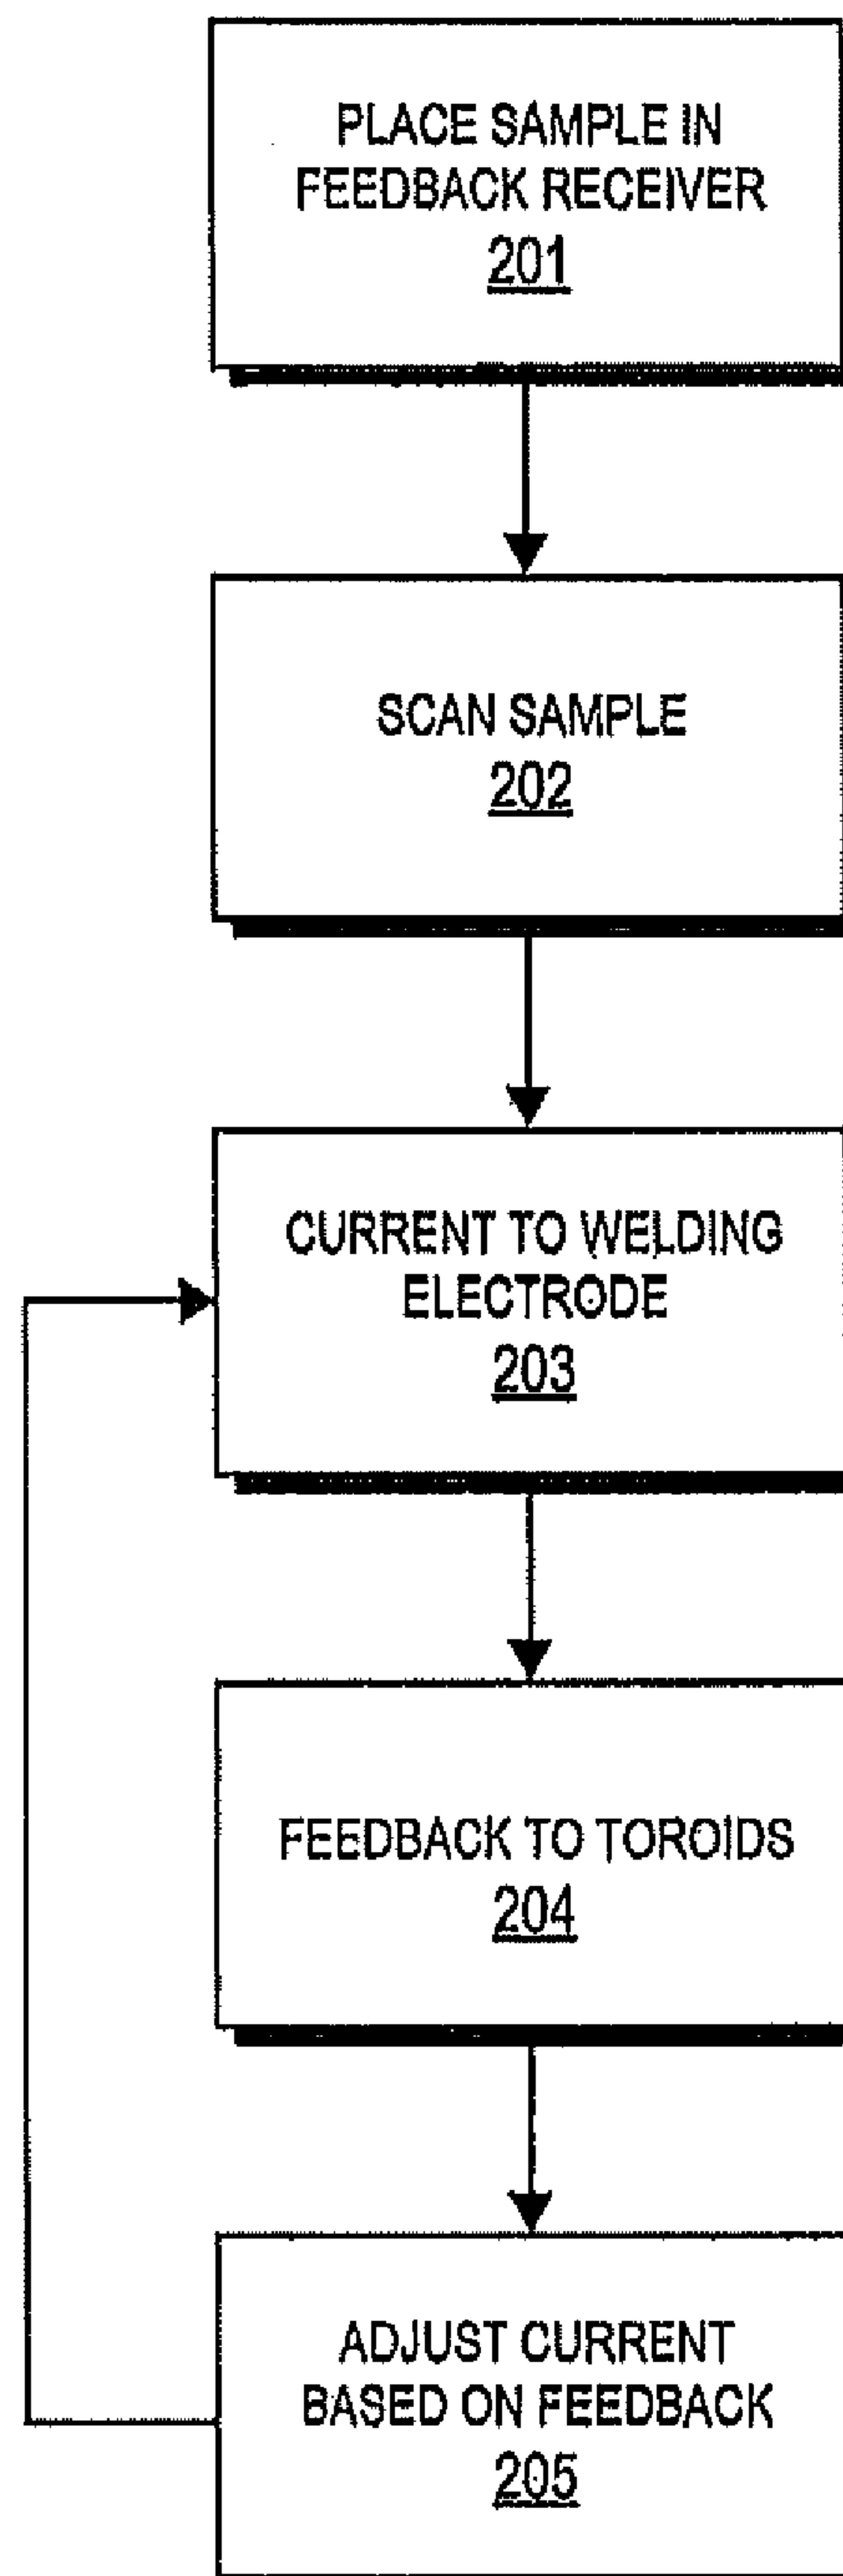 PLACE SAMPLE IN
FEEDBACK RECEIVER
201
SCAN SAMPLE
202
CURRENT TO WELDING
ELECTRODE
203
FEEDBACK TO TOROIDS
204
ADJUST CURRENT
BASED ON FEEDBACK
205